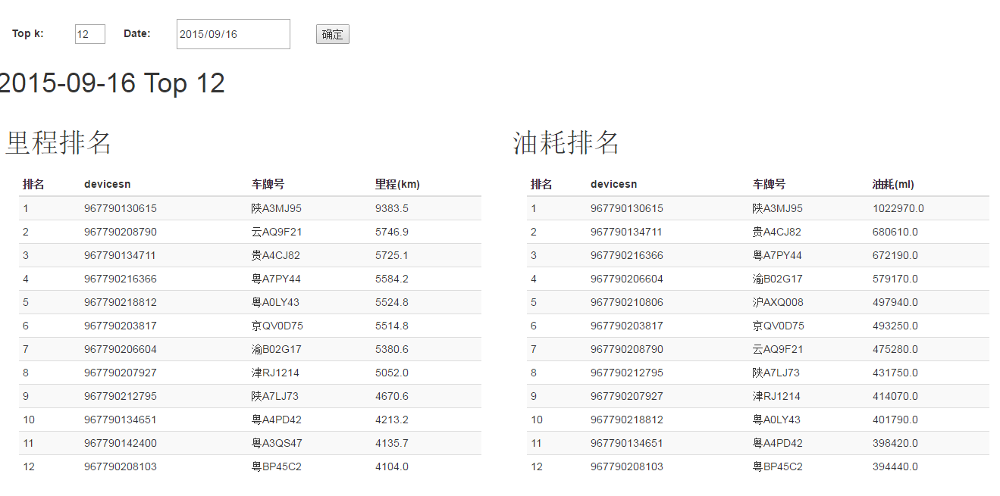 Top k: 12 Date: 2015/09/16 确定
2015-09-16 Top 12
里程排名
排名 devicesn 车牌号 里程(km)
1 967790130615 陕A3MJ95 9383.5
2 967790208790 云AQ9F21 5746.9
3 967790134711 贵A4CJ82 5725.1
4 967790216366 粤A7PY44 5584.2
5 967790218812 粤A0LY43 5524.8
6 967790203817 京QV0D75 5514.8
7 967790206604 渝B02G17 5380.6
8 967790207927 津RJ1214 5052.0
9 967790212795 陕A7LJ73 4670.6
10 967790134651 粤A4PD42 4213.2
11 967790142400 粤A3QS47 4135.7
12 967790208103 粤BP45C2 4104.0
油耗排名
排名 devicesn 车牌号 油耗(ml)
1 967790130615 陕A3MJ95 1022970.0
2 967790134711 贵A4CJ82 680610.0
3 967790216366 粤A7PY44 672190.0
4 967790206604 渝B02G17 579170.0
5 967790210806 沪AXQ008 497940.0
6 967790203817 京QV0D75 493250.0
7 967790208790 云AQ9F21 475280.0
8 967790212795 陕A7LJ73 431750.0
9 967790207927 津RJ1214 414070.0
10 967790218812 粤A0LY43 401790.0
11 967790134651 粤A4PD42 398420.0
12 967790208103 粤BP45C2 394440.0